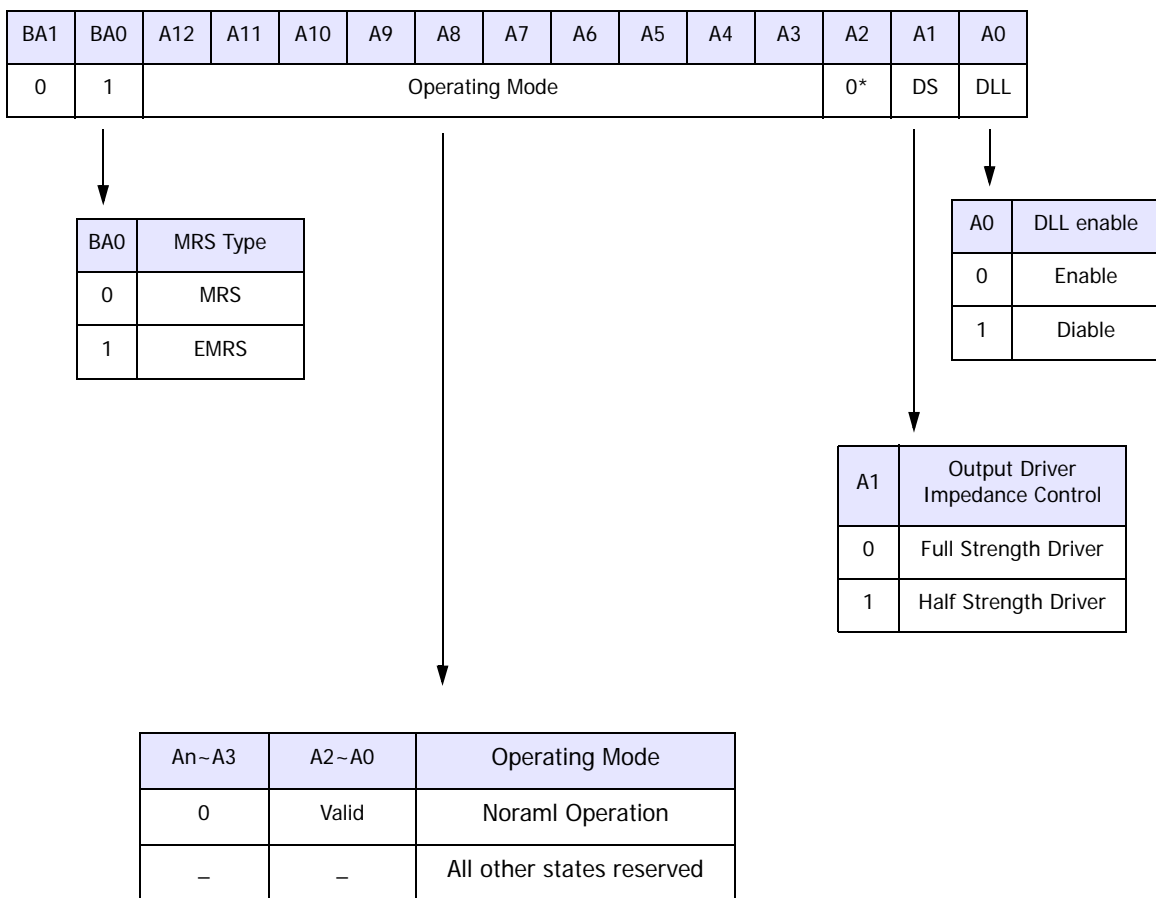 BA1 BA0 A12 A11 A10 A9 A8 A7 A6 A5 A4 A3 A2 A1 A0
0 1 Operating Mode 0* DS DLL
BA0 MRS Type
0 MRS
1 EMRS
A0 DLL enable
0 Enable
1 Diable
A1 Output Driver
Impedance Control
0 Full Strength Driver
1 Half Strength Driver
An~A3 A2~A0 Operating Mode
0 Valid Noraml Operation
_ _ All other states reserved